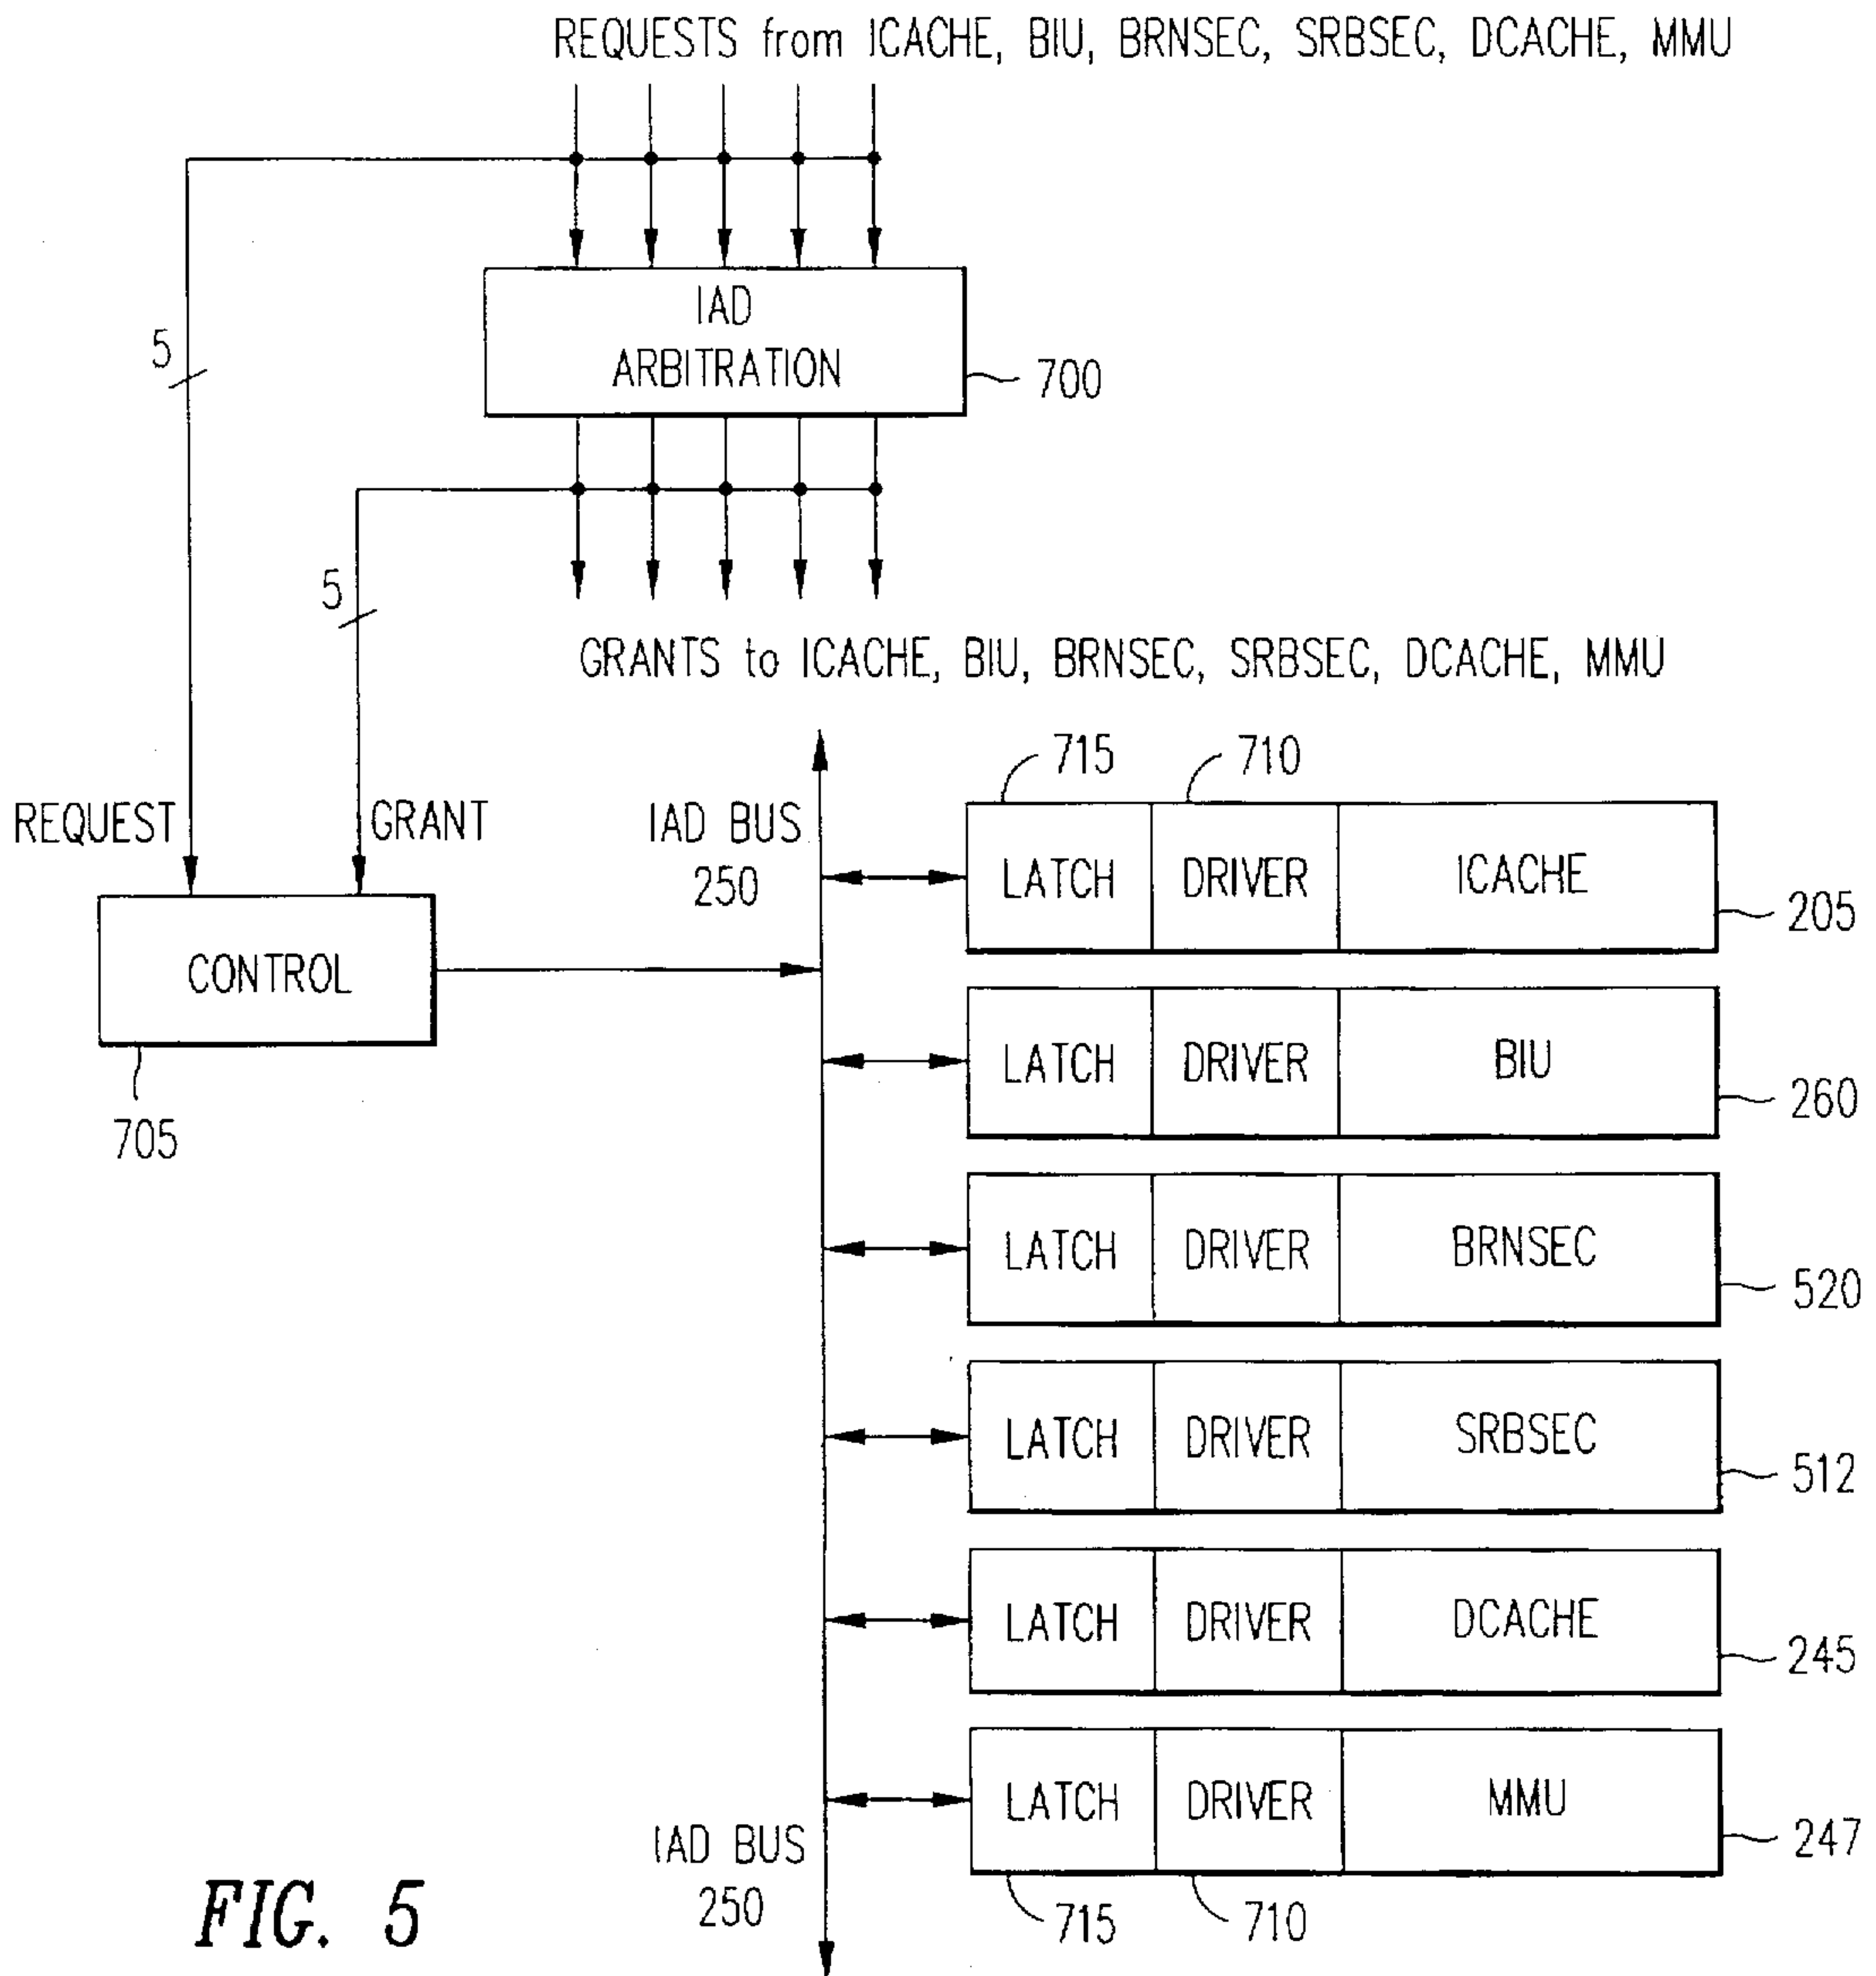 REQUESTS from ICACHE, BIU, BRNSEC, SRBSEC, DCACHE, MMU
5
IAD
ARBITRATION
700
5
GRANTS to ICACHE, BIU, BRNSEC, SRBSEC, DCACHE, MMU
REQUEST
GRANT
CONTROL
705
IAD BUS
250
715
710
LATCH DRIVER ICACHE
205
LATCH DRIVER BIU
260
LATCH DRIVER BRNSEC
520
LATCH DRIVER SRBSEC
512
LATCH DRIVER DCACHE
245
LATCH DRIVER MMU
247
IAD BUS
250
715
710
FIG. 5